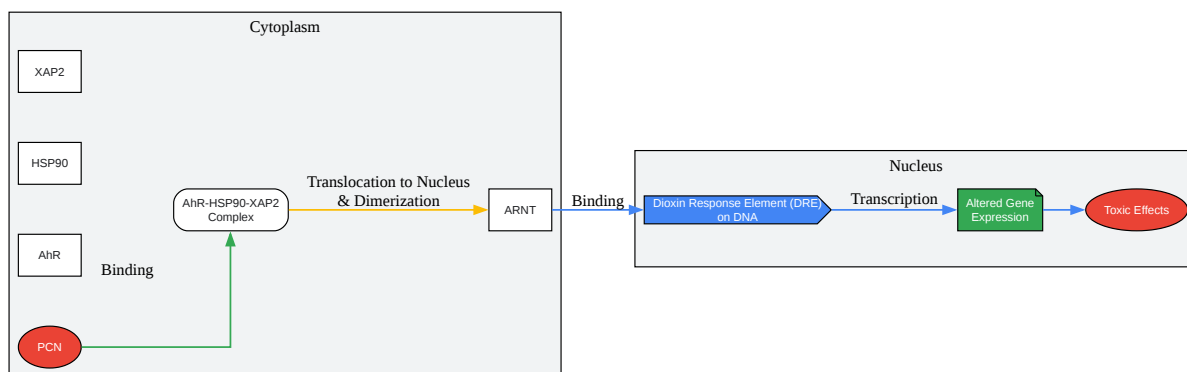 Cytoplasm
XAP2
HSP90
AhR-HSP90-XAP2
Complex
Translocation to Nucleus
& Dimerization
ARNT
AhR
Binding
PCN
Binding
Nucleus
Dioxin Response Element (DRE)
on DNA
Transcription
Altered Gene
Expression
Toxic Effects